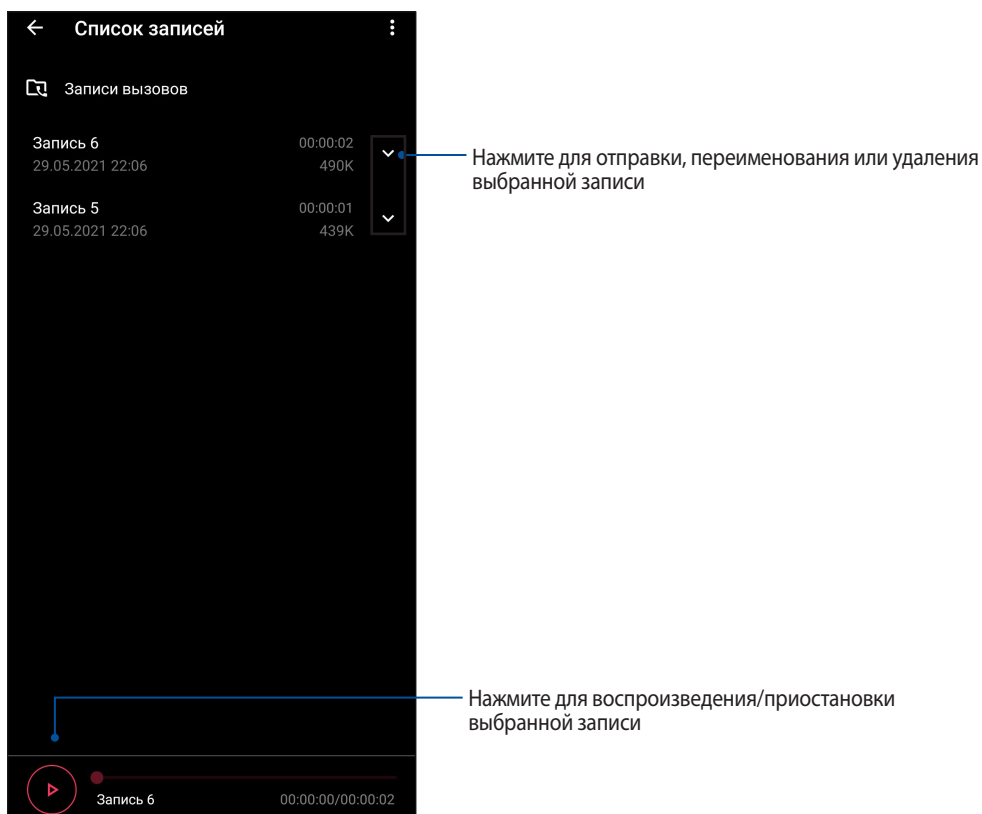 Список записей
Записи вызовов
Запись 6 00:00:02
29.05.2021 22:06 490K
Нажмите для отправки, переименования или удаления
выбранной записи
Запись 5 00:00:01
29.05.2021 22:06 439K
Нажмите для воспроизведения/приостановки
выбранной записи
Запись 6 00:00:00/00:00:02